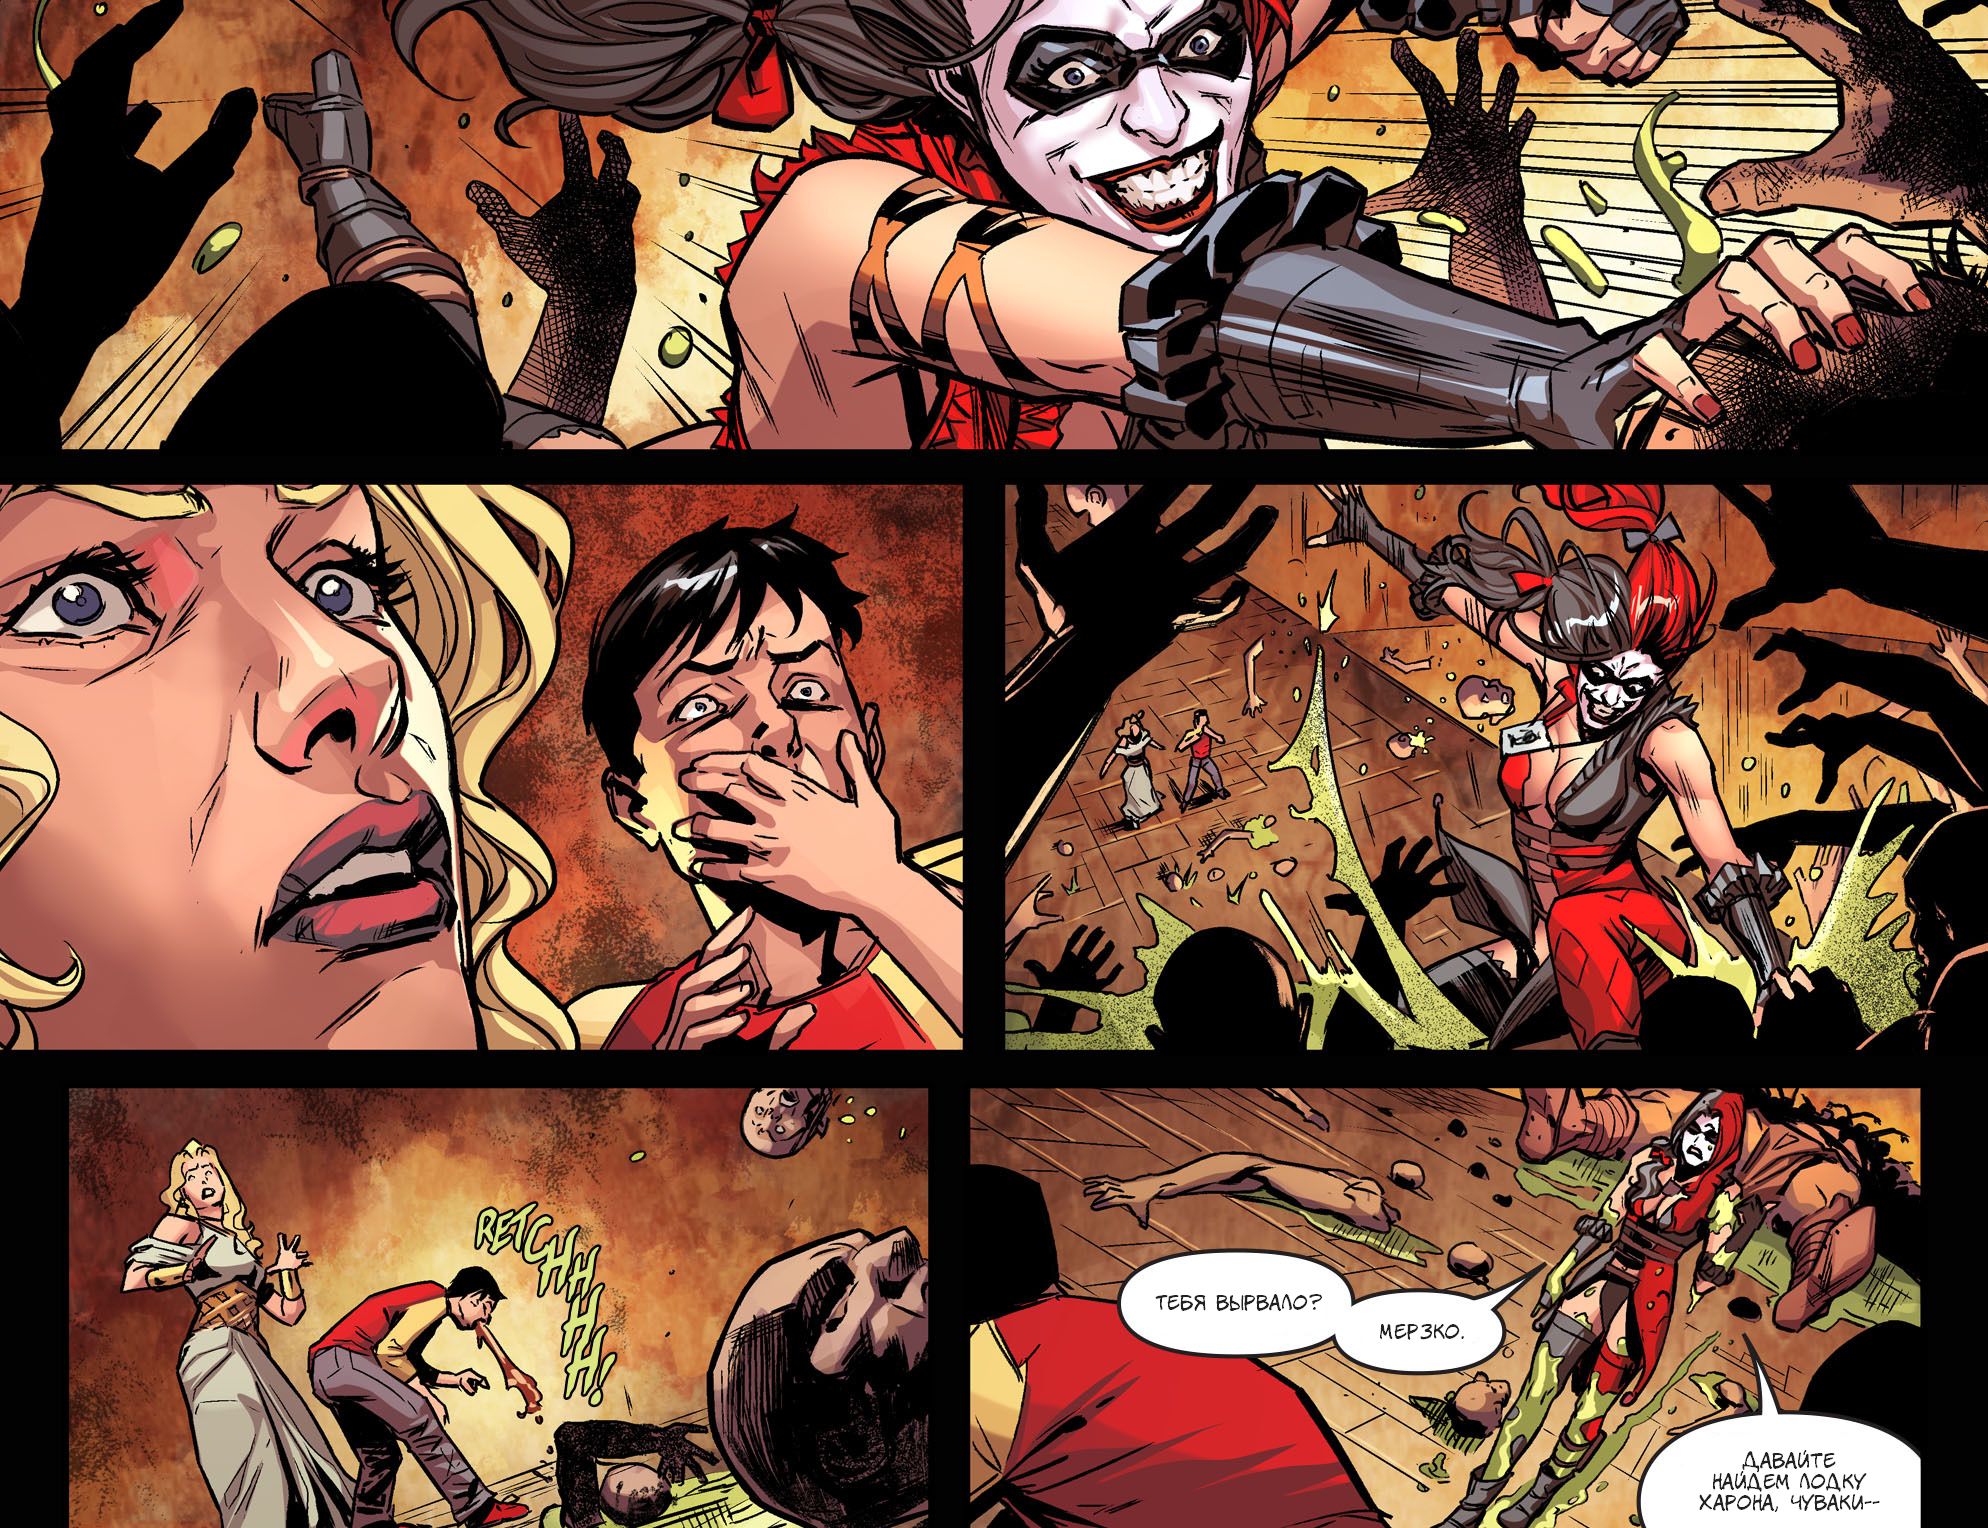 RETCHHHHH!
ТЕБЯ ВЫРВАЛО?
МЕРЗКО.
ДАВАЙТЕ
НАЙДЕМ ЛОДКУ
ХАРОНА, ЧУВАКИ--